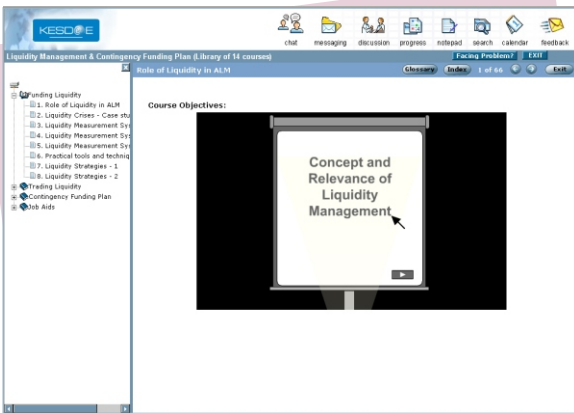 KESDEE
chat messaging discussion progress notepad search calendar feedback
Liquidity Management & Contingency Funding Plan (Library of 14 courses)
Facing Problem? EXIT
Role of Liquidity in ALM
Glossary Index 1 of 66 Exit
Funding Liquidity
1. Role of Liquidity in ALM
2. Liquidity Crises - Case stu
3. Liquidity Measurement Sys
4. Liquidity Measurement Sys
5. Liquidity Measurement Sys
6. Practical tools and techniq
7. Liquidity Strategies - 1
8. Liquidity Strategies - 2
Trading Liquidity
Contingency Funding Plan
Job Aids
Course Objectives:
Concept and
Relevance of
Liquidity
Management